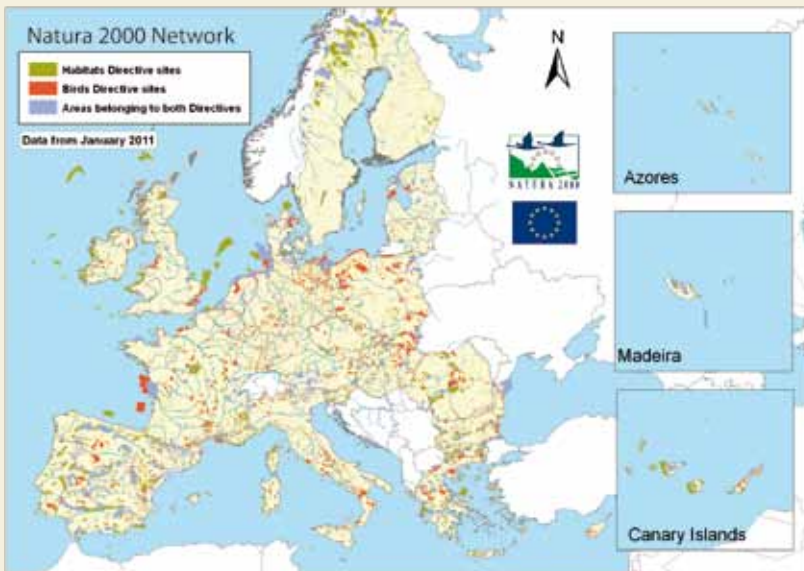 Natura 2000 Network
Habitats Directive sites
Birds Directive sites
Areas belonging to both Directives
Data from January 2011
N
NATURA 2000
Azores
Madeira
Canary Islands